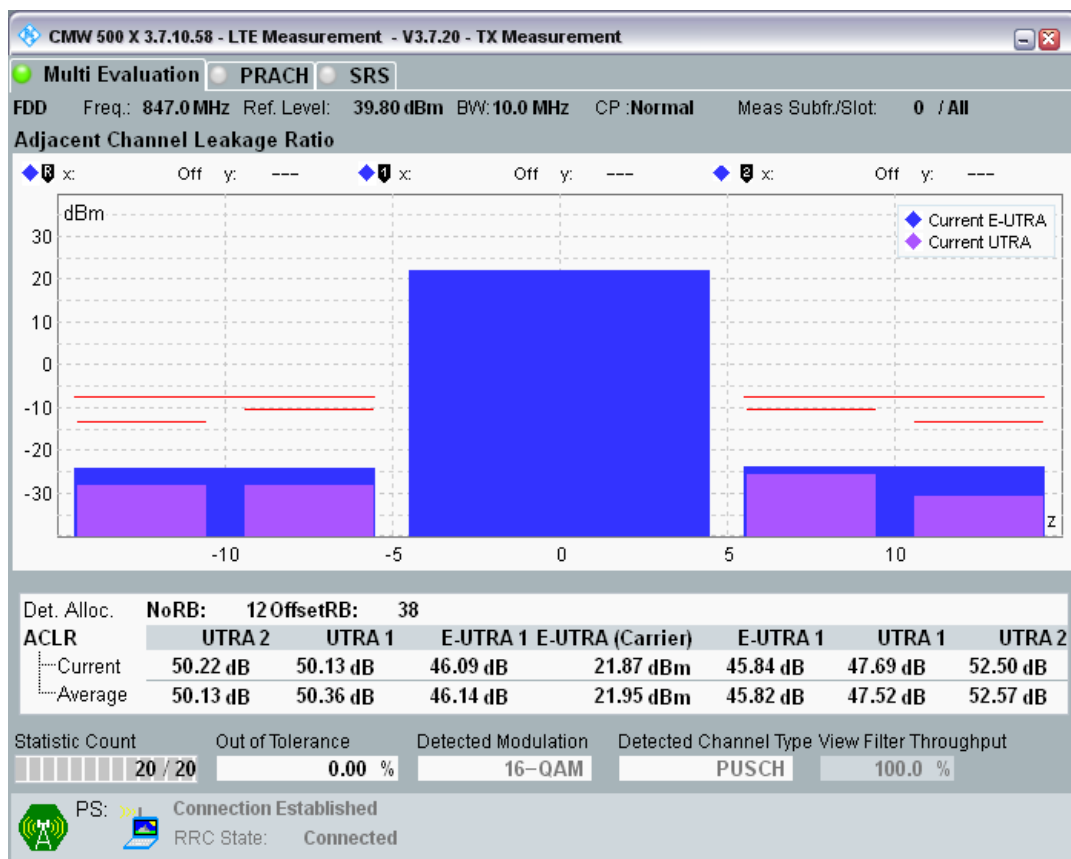 CMW 500 X 3.7.10.58 - LTE Measurement - V3.7.20 - TX Measurement
Multi Evaluation PRACH SRS
FDD Freq.: 847.0 MHz Ref. Level: 39.80 dBm BW: 10.0 MHz CP :Normal Meas Subfr./Slot: 0 / All
Adjacent Channel Leakage Ratio
R x: Off y: --- 1 x: Off y: --- 2 x: Off y: ---
dBm
Current E-UTRA
Current UTRA
30
20
10
0
-10
-20
-30
z
-10 -5 0 5 10
Det. Alloc. NoRB: 12 OffsetRB: 38
ACLR UTRA 2 UTRA 1 E-UTRA 1 E-UTRA (Carrier) E-UTRA 1 UTRA 1 UTRA 2
Current 50.22 dB 50.13 dB 46.09 dB 21.87 dBm 45.84 dB 47.69 dB 52.50 dB
Average 50.13 dB 50.36 dB 46.14 dB 21.95 dBm 45.82 dB 47.52 dB 52.57 dB
Statistic Count Out of Tolerance Detected Modulation Detected Channel Type View Filter Throughput
20 / 20 0.00 % 16-QAM PUSCH 100.0 %
PS: Connection Established
RRC State: Connected